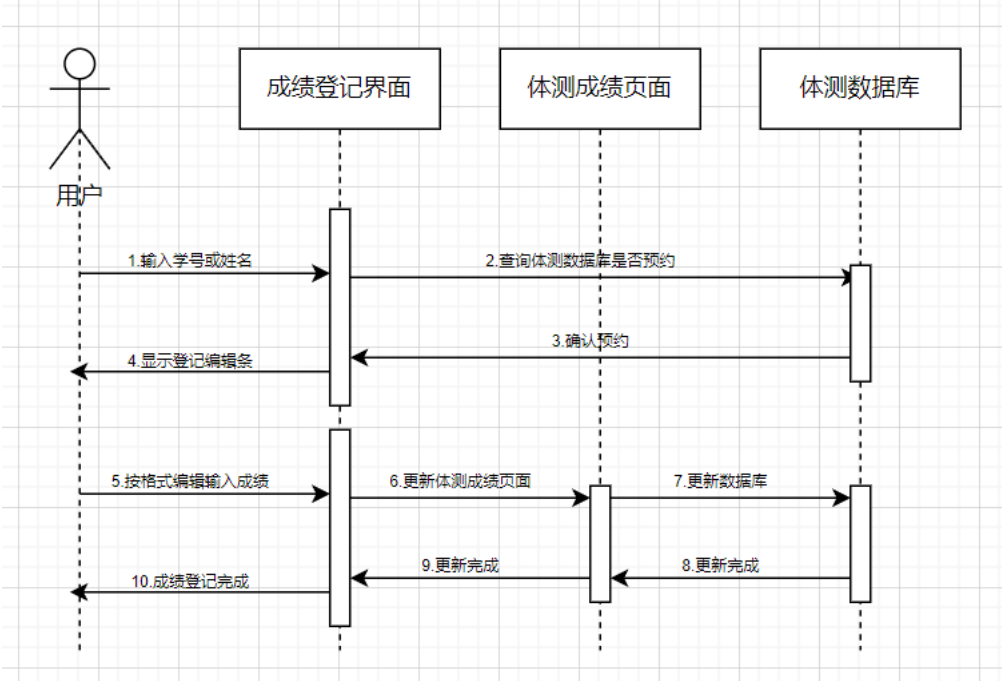 成绩登记界面
体测成绩页面
体测数据库
用户
1.输入学号或姓名
2.查询体测数据库是否预约
3.确认预约
4.显示登记编辑条
5.按格式编辑输入成绩
6.更新体测成绩页面
7.更新数据库
8.更新完成
9.更新完成
10.成绩登记完成